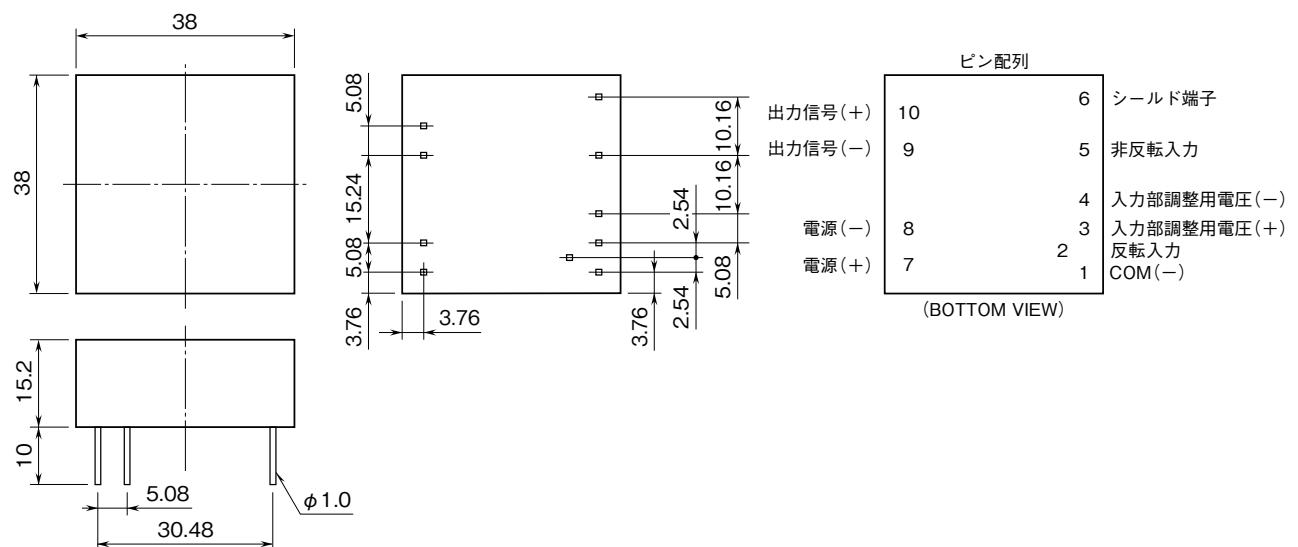 38
38
15.2
10
5.08
30.48
φ1.0
5.08
15.24
5.08
3.76
3.76
10.16
10.16
2.54
5.08
2.54
3.76
ピン配列
出力信号(+) 10
出力信号(-) 9
電源(-) 8
電源(+) 7
6 シールド端子
5 非反転入力
4 入力部調整用電圧(-)
3 入力部調整用電圧(+)
2 反転入力
1 COM(-)
(BOTTOM VIEW)